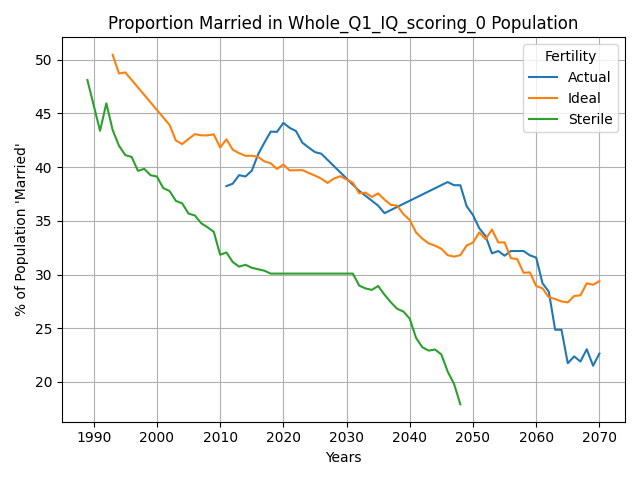 Proportion Married in Whole_Q1_IQ_scoring_0 Population
% of Population 'Married'
50
45
40
35
30
25
20
Fertility
Actual
Ideal
Sterile
1990 2000 2010 2020 2030 2040 2050 2060 2070
Years